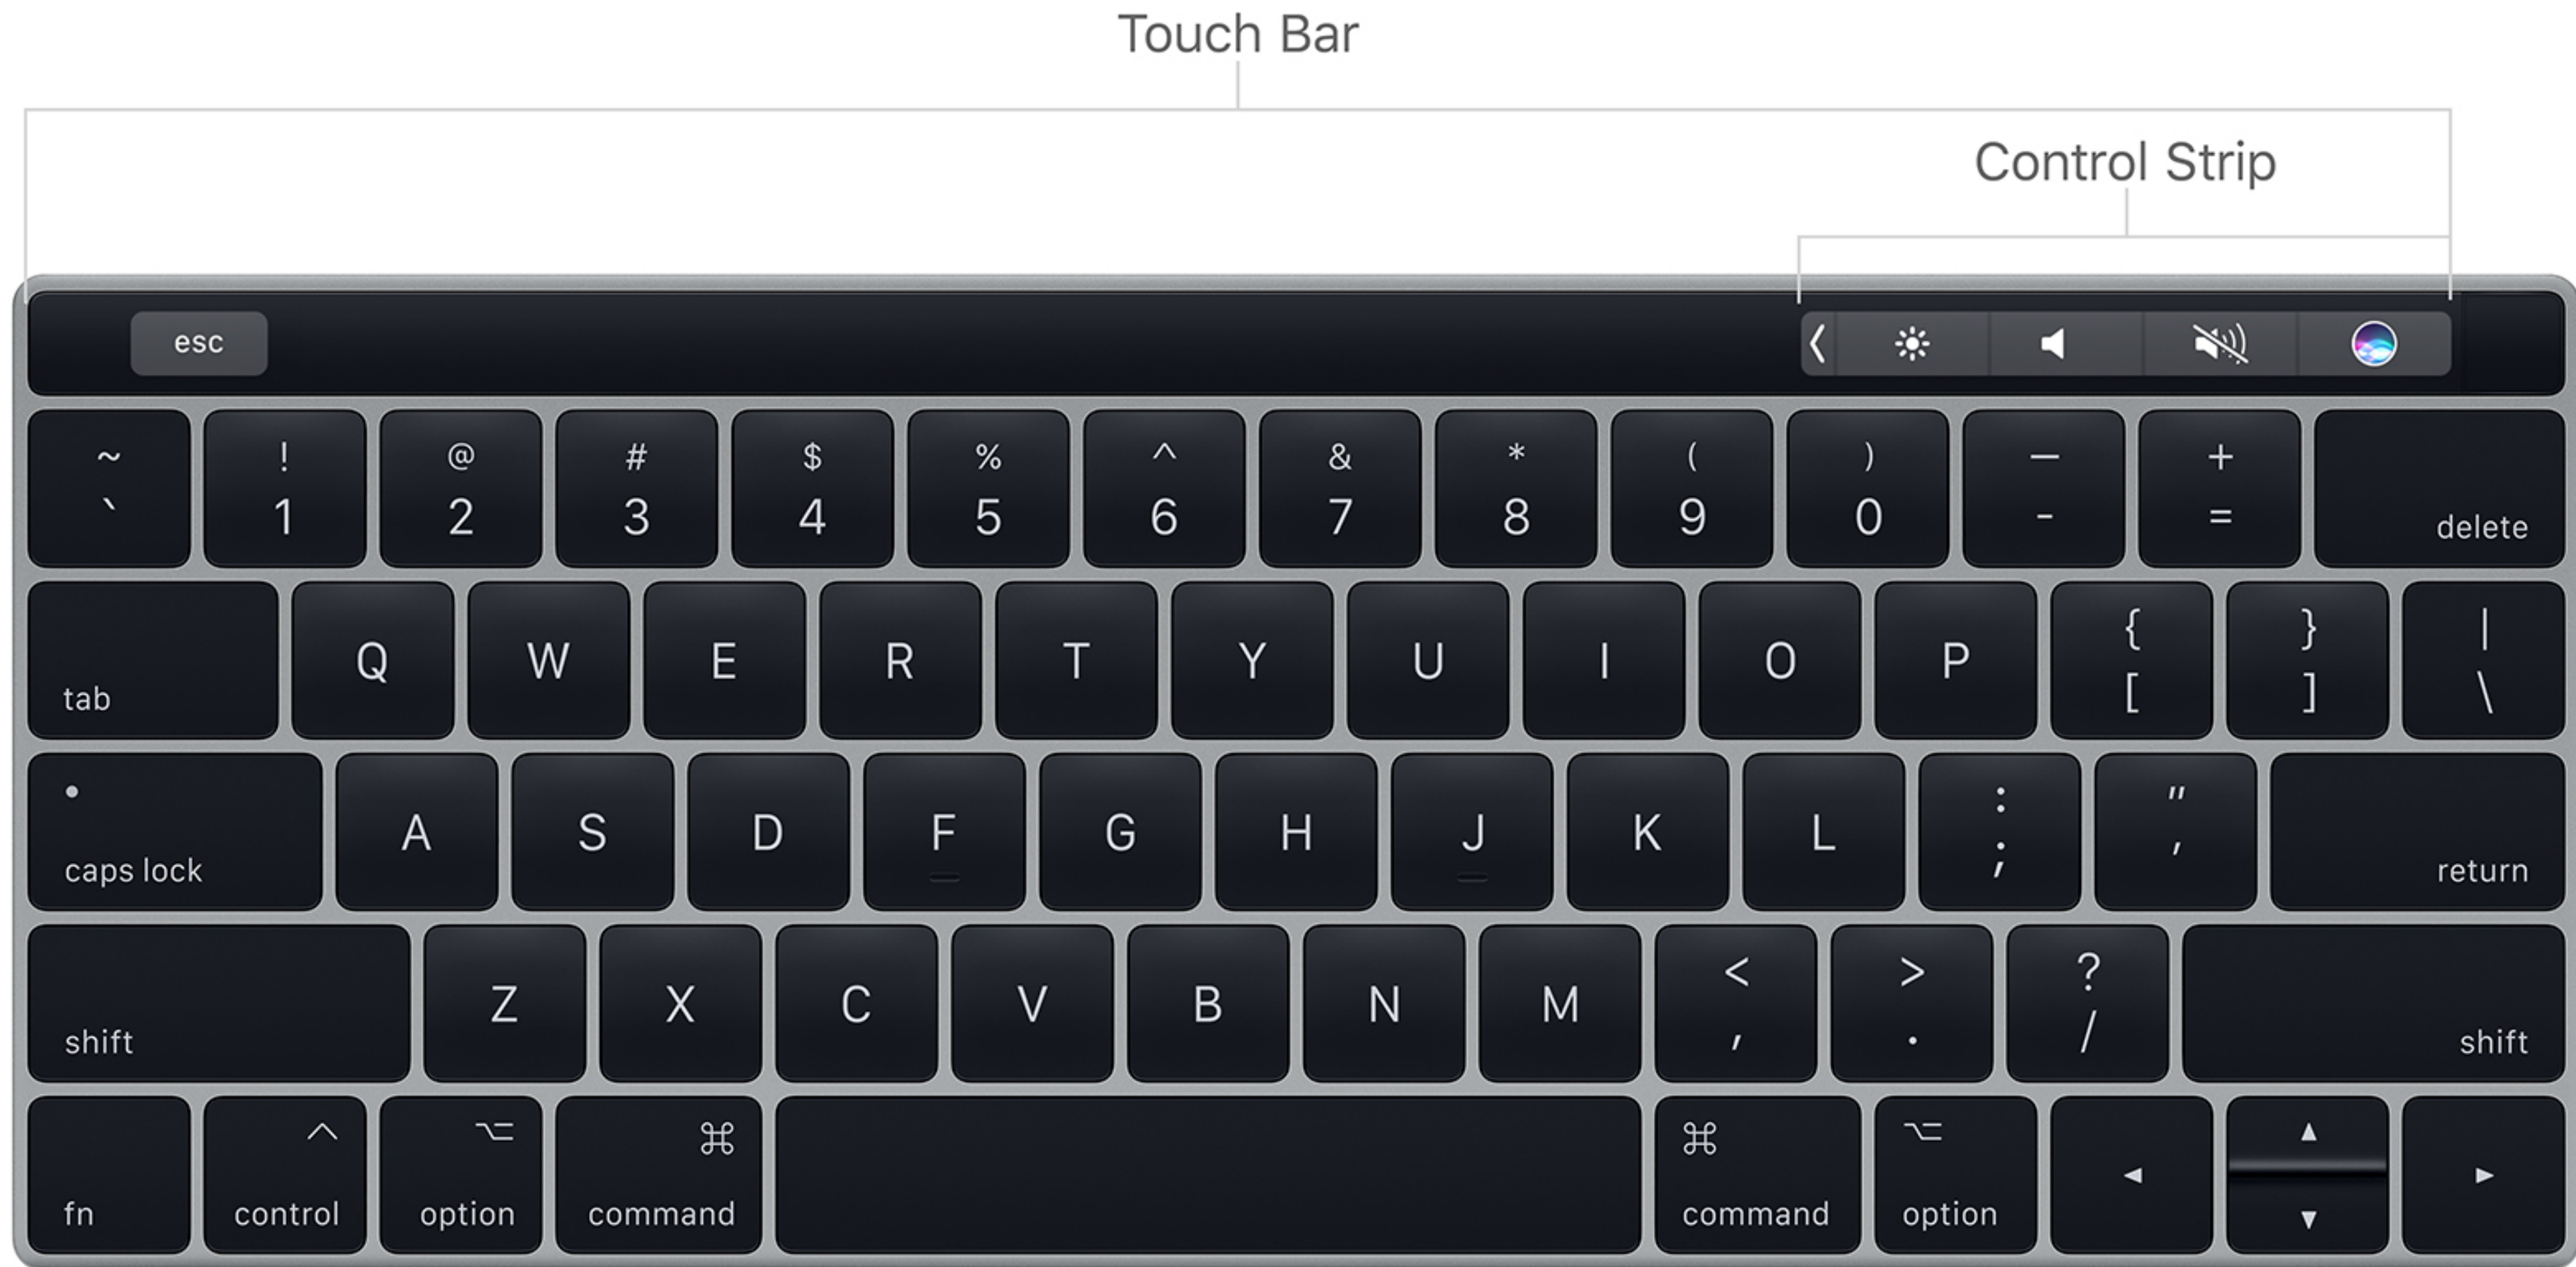 Touch Bar
Control Strip
esc
~ ! @ # $ % ^ & * ( ) — +
` 1 2 3 4 5 6 7 8 9 0 - = delete
Q W E R T Y U I O P { } |
tab [ ] \
A S D F G H J K L : "
caps lock ; ' return
Z X C V B N M < > ?
shift , . / shift
^ ⌥ ⌘ ⌘ ⌥ ▲
◀ ▶
fn control option command command option ▼